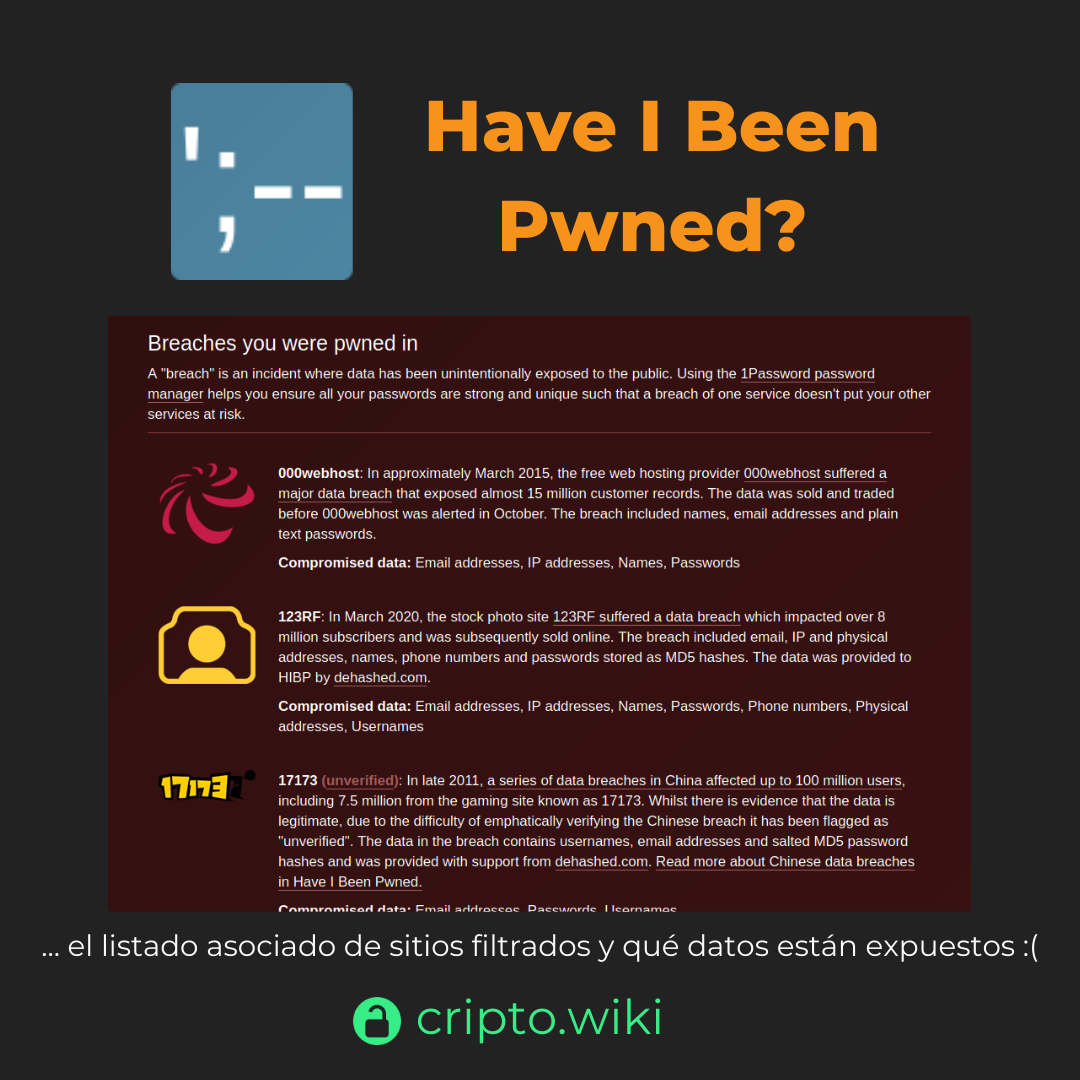 ';--
Have I Been
Pwned?
Breaches you were pwned in
A "breach" is an incident where data has been unintentionally exposed to the public. Using the 1Password password
manager helps you ensure all your passwords are strong and unique such that a breach of one service doesn't put your other
services at risk.
000webhost: In approximately March 2015, the free web hosting provider 000webhost suffered a
major data breach that exposed almost 15 million customer records. The data was sold and traded
before 000webhost was alerted in October. The breach included names, email addresses and plain
text passwords.
Compromised data: Email addresses, IP addresses, Names, Passwords
123RF: In March 2020, the stock photo site 123RF suffered a data breach which impacted over 8
million subscribers and was subsequently sold online. The breach included email, IP and physical
addresses, names, phone numbers and passwords stored as MD5 hashes. The data was provided to
HIBP by dehashed.com.
Compromised data: Email addresses, IP addresses, Names, Passwords, Phone numbers, Physical
addresses, Usernames
17173
17173 (unverified): In late 2011, a series of data breaches in China affected up to 100 million users,
including 7.5 million from the gaming site known as 17173. Whilst there is evidence that the data is
legitimate, due to the difficulty of emphatically verifying the Chinese breach it has been flagged as
"unverified". The data in the breach contains usernames, email addresses and salted MD5 password
hashes and was provided with support from dehashed.com. Read more about Chinese data breaches
in Have I Been Pwned.
Compromised data: Email addresses, Passwords, Usernames
... el listado asociado de sitios filtrados y qué datos están expuestos :(
cripto.wiki